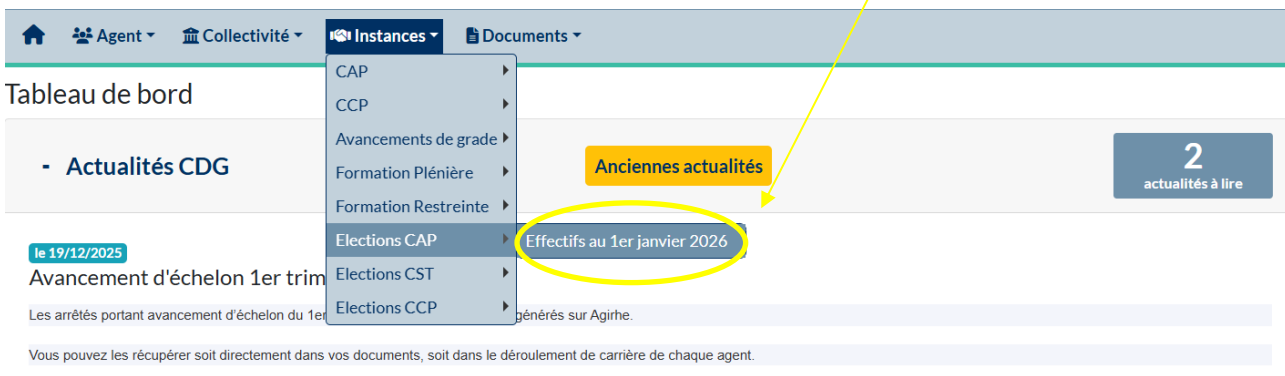 Agent Collectivité Instances Documents
CAP
Tableau de bord
CCP
Avancements de grade
- Actualités CDG
Anciennes actualités
2
actualités à lire
Formation Plénière
Formation Restreinte
Elections CAP
Effectifs au 1er janvier 2026
le 19/12/2025
Avancement d'échelon 1er trim
Elections CST
Elections CCP
Les arrêtés portant avancement d'échelon du 1er
générés sur Agirhe.
Vous pouvez les récupérer soit directement dans vos documents, soit dans le déroulement de carrière de chaque agent.